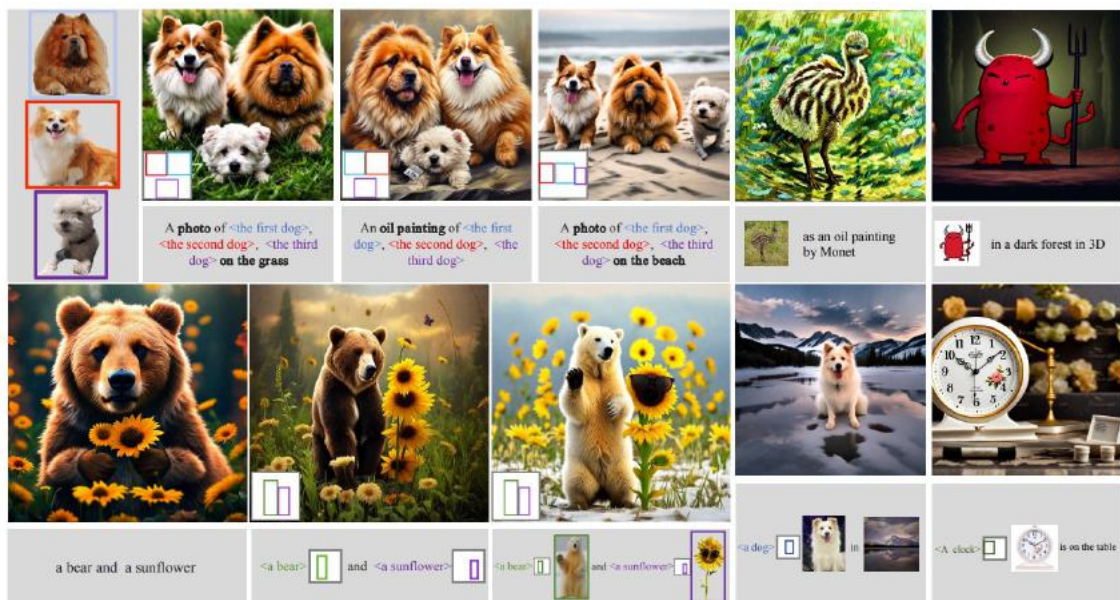 A photo of <the first dog>,
<the second dog>, <the third
dog> on the grass
An oil painting of <the first
dog>, <the second dog>, <the
third dog>
A photo of <the first dog>,
<the second dog>, <the third
dog> on the beach
as an oil painting
by Monet
in a dark forest in 3D
a bear and a sunflower
<a bear> and <a sunflower>
<a bear> and <a sunflower>
<a dog> in
<A clock> is on the table